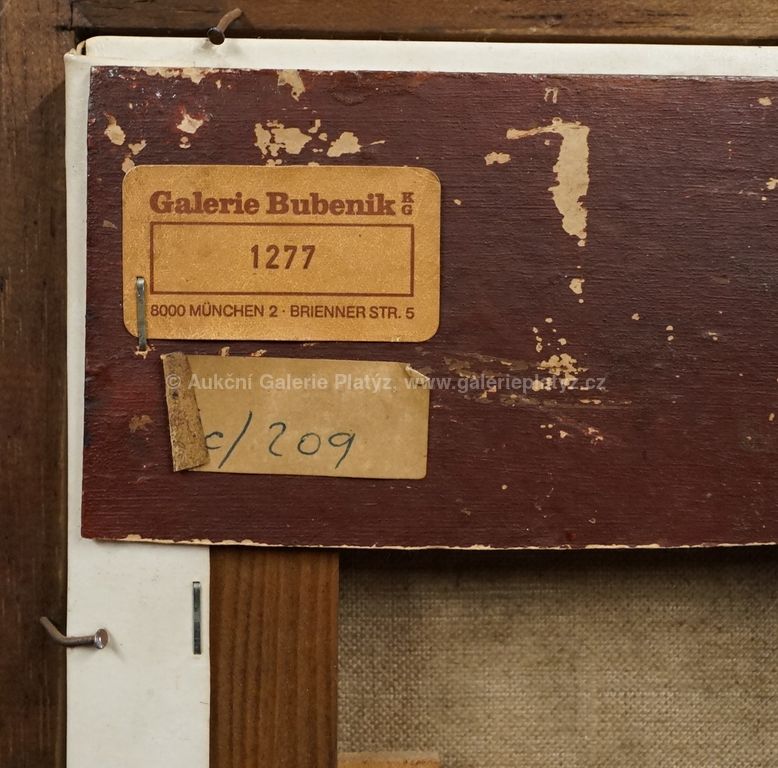 Galerie Bubenik KG
1277
8000 MÜNCHEN 2 · BRIENNER STR. 5
© Aukční Galerie Platýz, www.galerieplatyz.cz
c/209